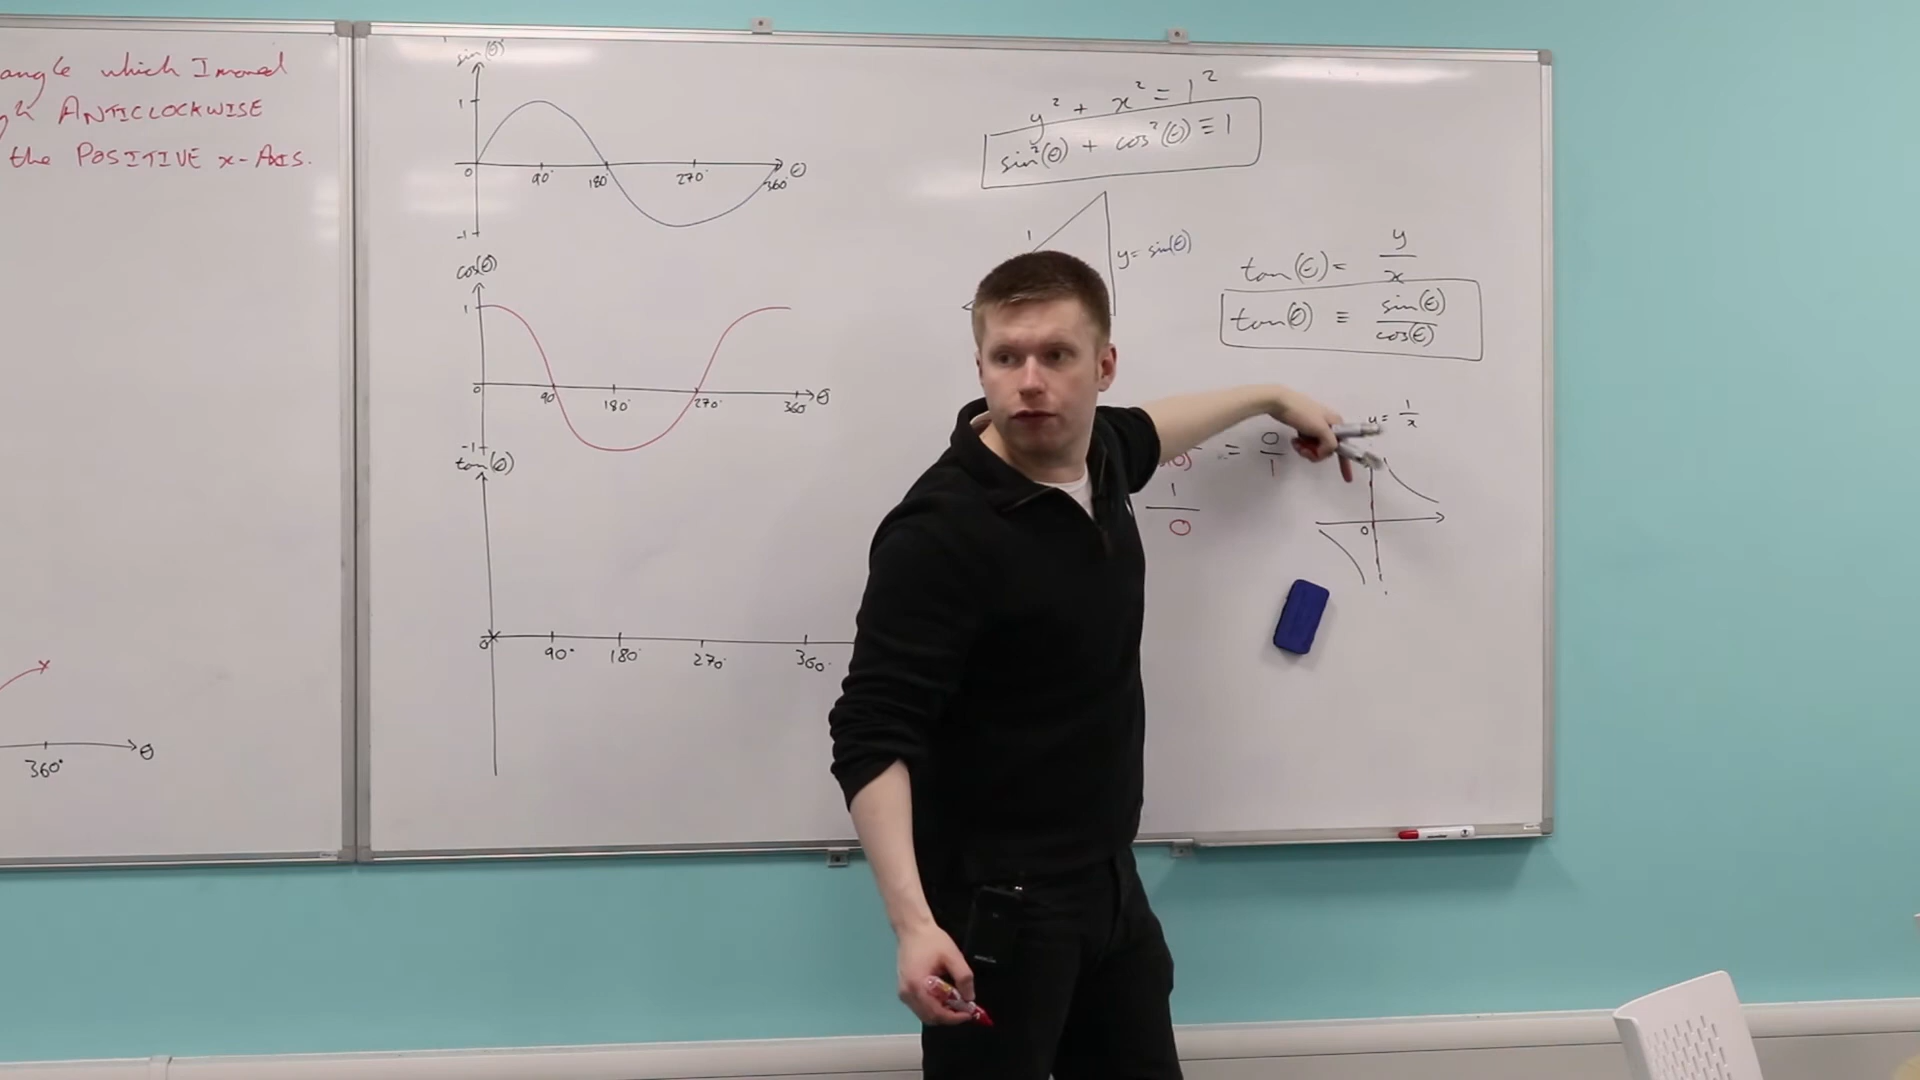 angle which I moved
ANTICLOCKWISE
the POSITIVE x-AXIS.
360°
θ
sin(θ)
1
0
90°
180°
270°
360°
θ
-1
cos(θ)
1
0
90°
180°
270°
360°
θ
-1
tan(θ)
0
90°
180°
270°
360°
y² + x² = 1²
sin²(θ) + cos²(θ) ≡ 1
1
y = sin(θ)
tan(θ) = y/x
tan(θ) ≡ sin(θ)/cos(θ)
= 0/1
1/0
y = 1/x
0